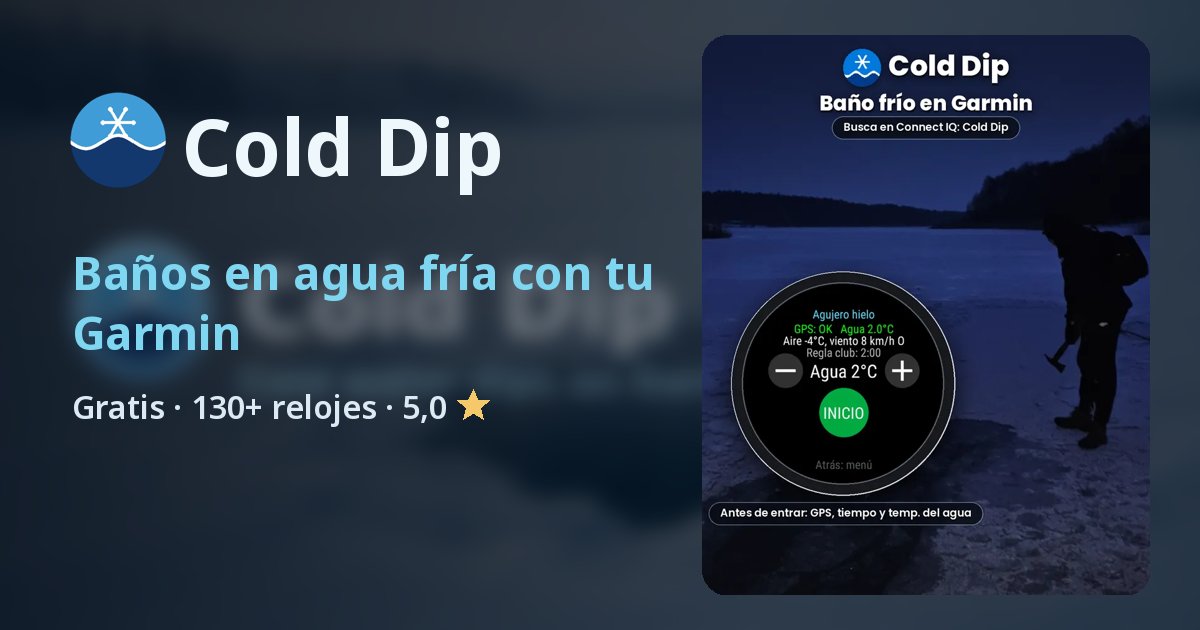 Cold Dip
Baños en agua fría con tu
Garmin
Gratis · 130+ relojes · 5,0 ⭐
Cold Dip
Baño frío en Garmin
Busca en Connect IQ: Cold Dip
Agujero hielo
GPS: OK Agua 2.0°C
Aire -4°C, viento 8 km/h O
Regla club: 2:00
− Agua 2°C +
INICIO
Atrás: menú
Antes de entrar: GPS, tiempo y temp. del agua